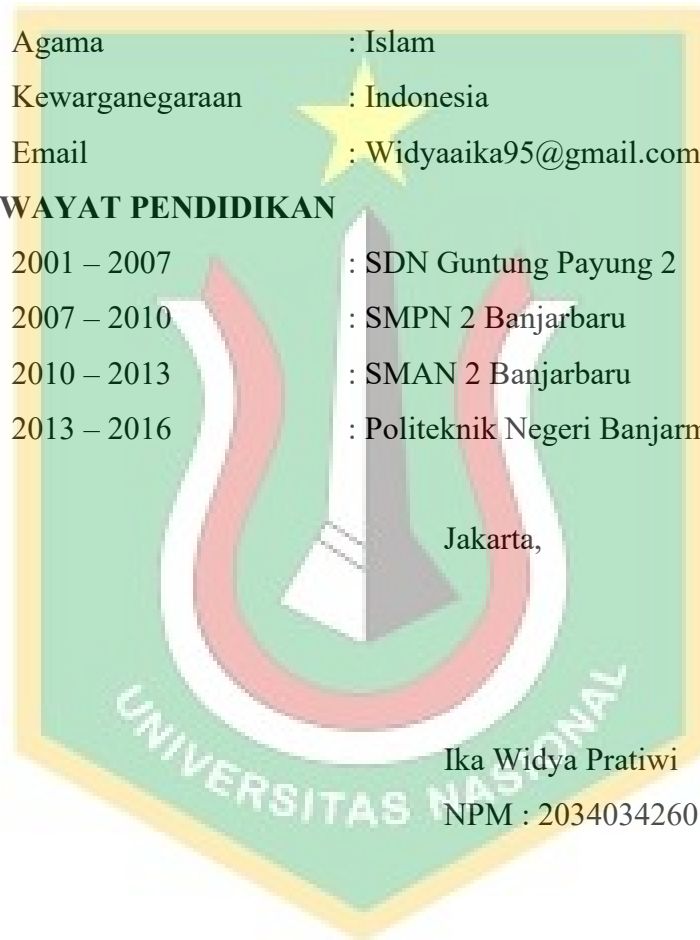 Agama : Islam
Kewarganegaraan : Indonesia
Email : Widyaaika95@gmail.com
WAYAT PENDIDIKAN
2001 – 2007 : SDN Guntung Payung 2
2007 – 2010 : SMPN 2 Banjarbaru
2010 – 2013 : SMAN 2 Banjarbaru
2013 – 2016 : Politeknik Negeri Banjarm
Jakarta,
Ika Widya Pratiwi
NPM : 2034034260
UNIVERSITAS NASIONAL